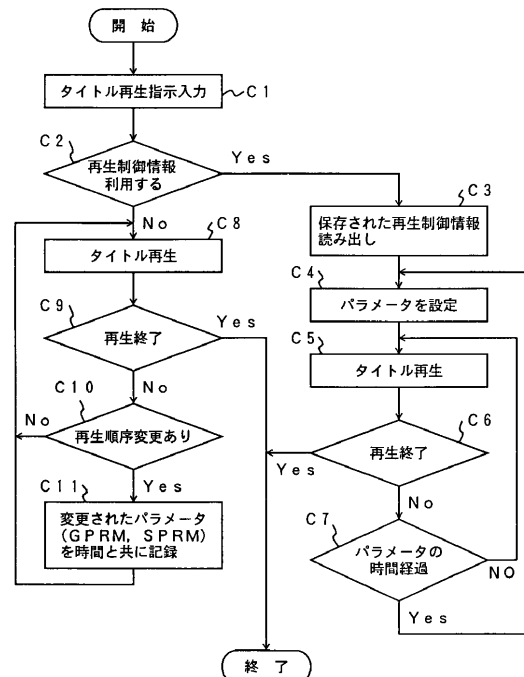 開 始
タイトル再生指示入力
C1
C2
再生制御情報
利用する
Yes
No
C3
保存された再生制御情報
読み出し
C8
タイトル再生
C4
パラメータを設定
C9
再生終了
Yes
No
C5
タイトル再生
C10
再生順序変更あり
No
Yes
C6
再生終了
Yes
No
C11
変更されたパラメータ
(GPRM, SPRM)
を時間と共に記録
C7
パラメータの
時間経過
NO
Yes
終 了